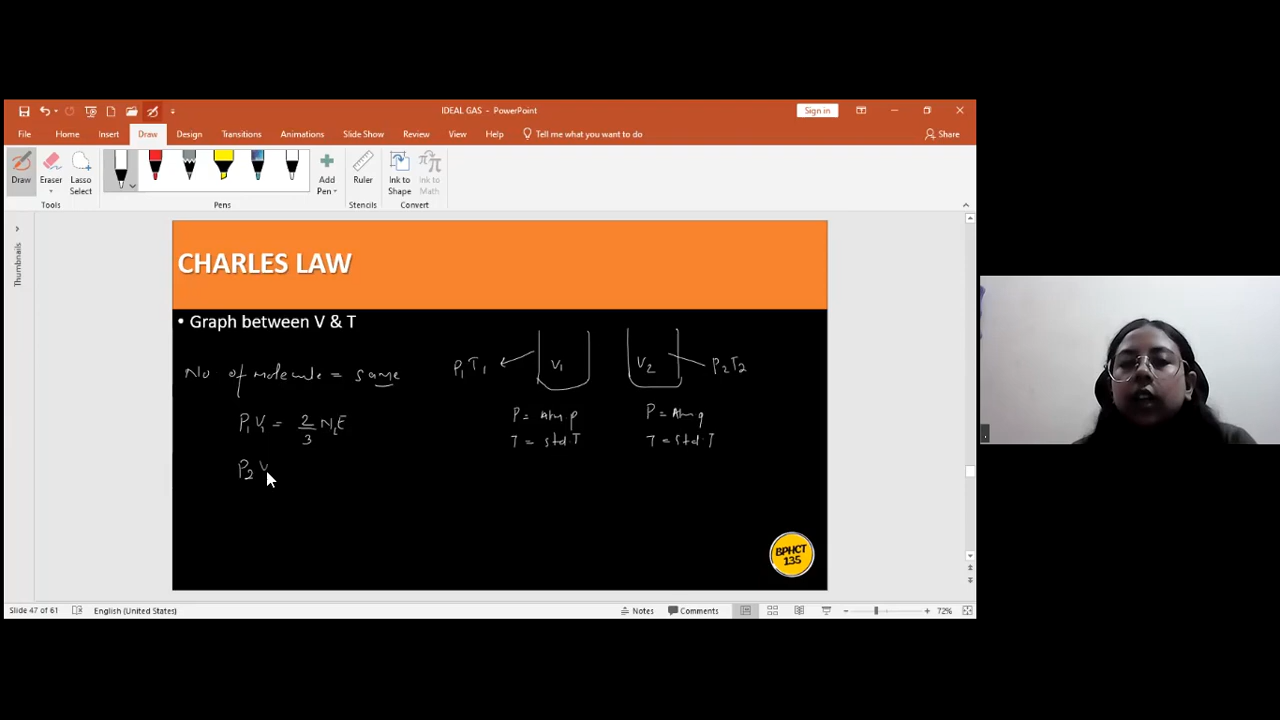 IDEAL GAS - PowerPoint
Sign in
File Home Insert Draw Design Transitions Animations Slide Show Review View Help Tell me what you want to do Share
Draw Eraser Lasso Select Add Pen Ruler Ink to Shape Ink to Math
Tools Pens Stencils Convert
Thumbnails
CHARLES LAW
• Graph between V & T
No of molecule = same
P₁T₁ V₁ V₂ P₂T₂
P = Atm p P = Atm p
T = std. T T = std. T
P₁V₁ = 2/3 N₁E
P₂ V
BPHCT
135
Slide 47 of 61 English (United States) Notes Comments 72%